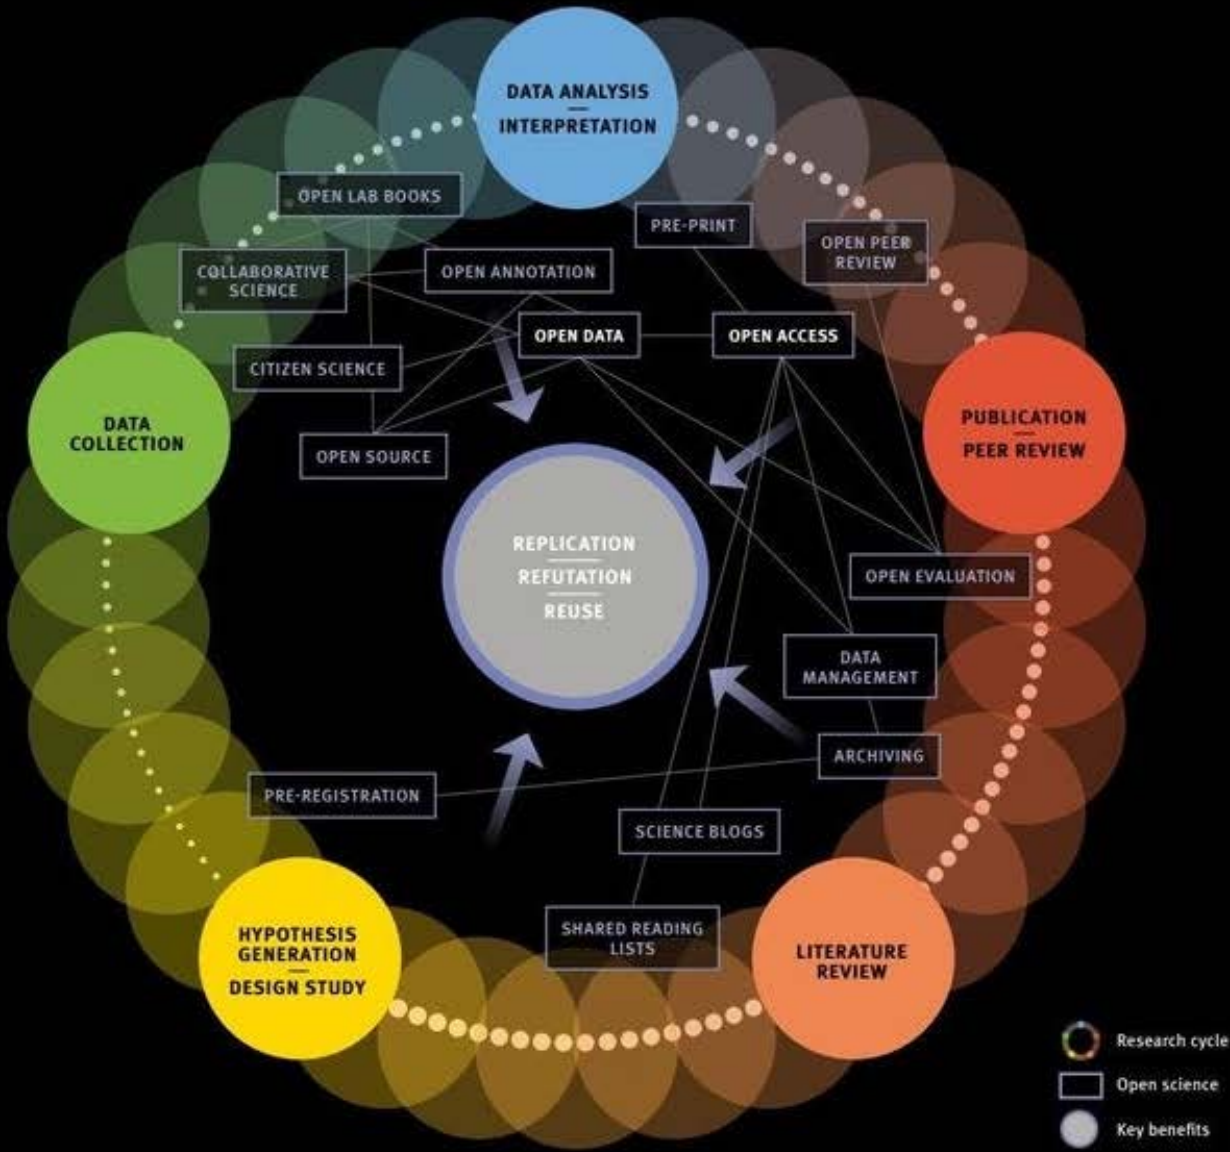 DATA ANALYSIS
INTERPRETATION
OPEN LAB BOOKS
PRE-PRINT
OPEN PEER
REVIEW
COLLABORATIVE
SCIENCE
OPEN ANNOTATION
OPEN DATA
OPEN ACCESS
CITIZEN SCIENCE
DATA
COLLECTION
PUBLICATION
PEER REVIEW
OPEN SOURCE
REPLICATION
REFUTATION
REUSE
OPEN EVALUATION
DATA
MANAGEMENT
ARCHIVING
PRE-REGISTRATION
SCIENCE BLOGS
SHARED READING
LISTS
HYPOTHESIS
GENERATION
DESIGN STUDY
LITERATURE
REVIEW
Research cycle
Open science
Key benefits